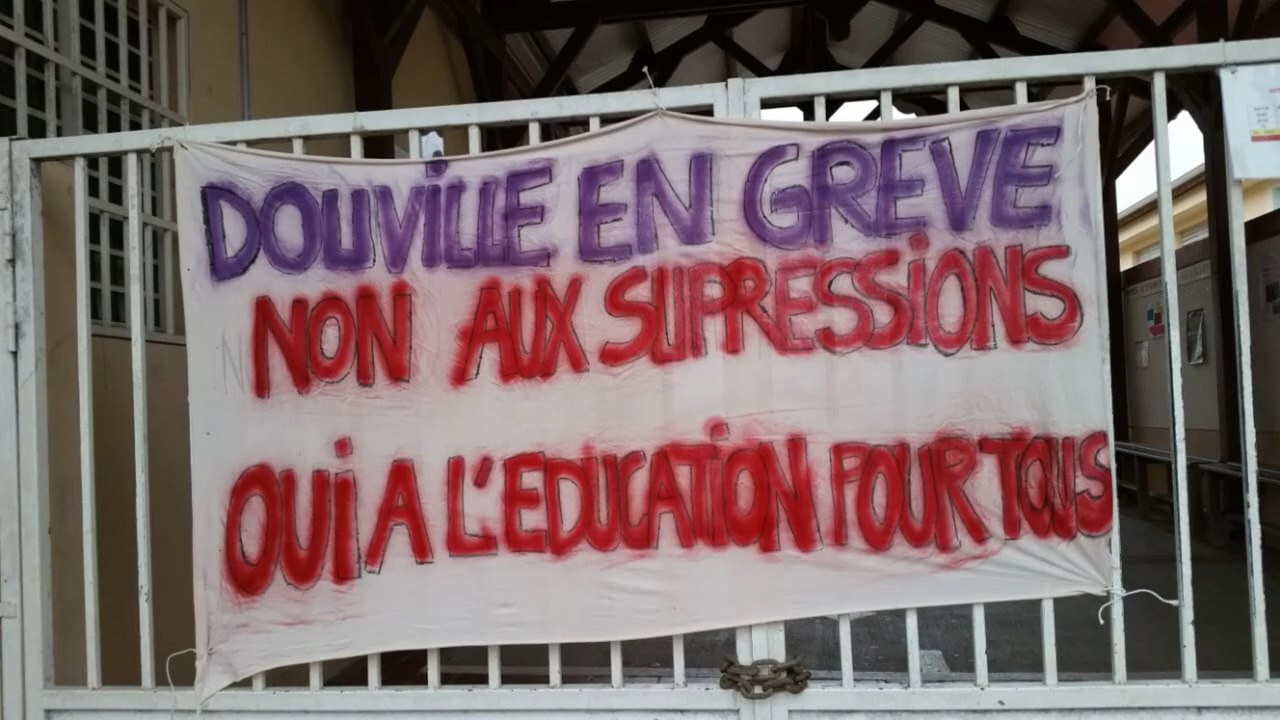 DOUViLLE EN GREVE
NON AUX SUPRESSiONS
OUi A L'EDUCATiON POUR TOUS